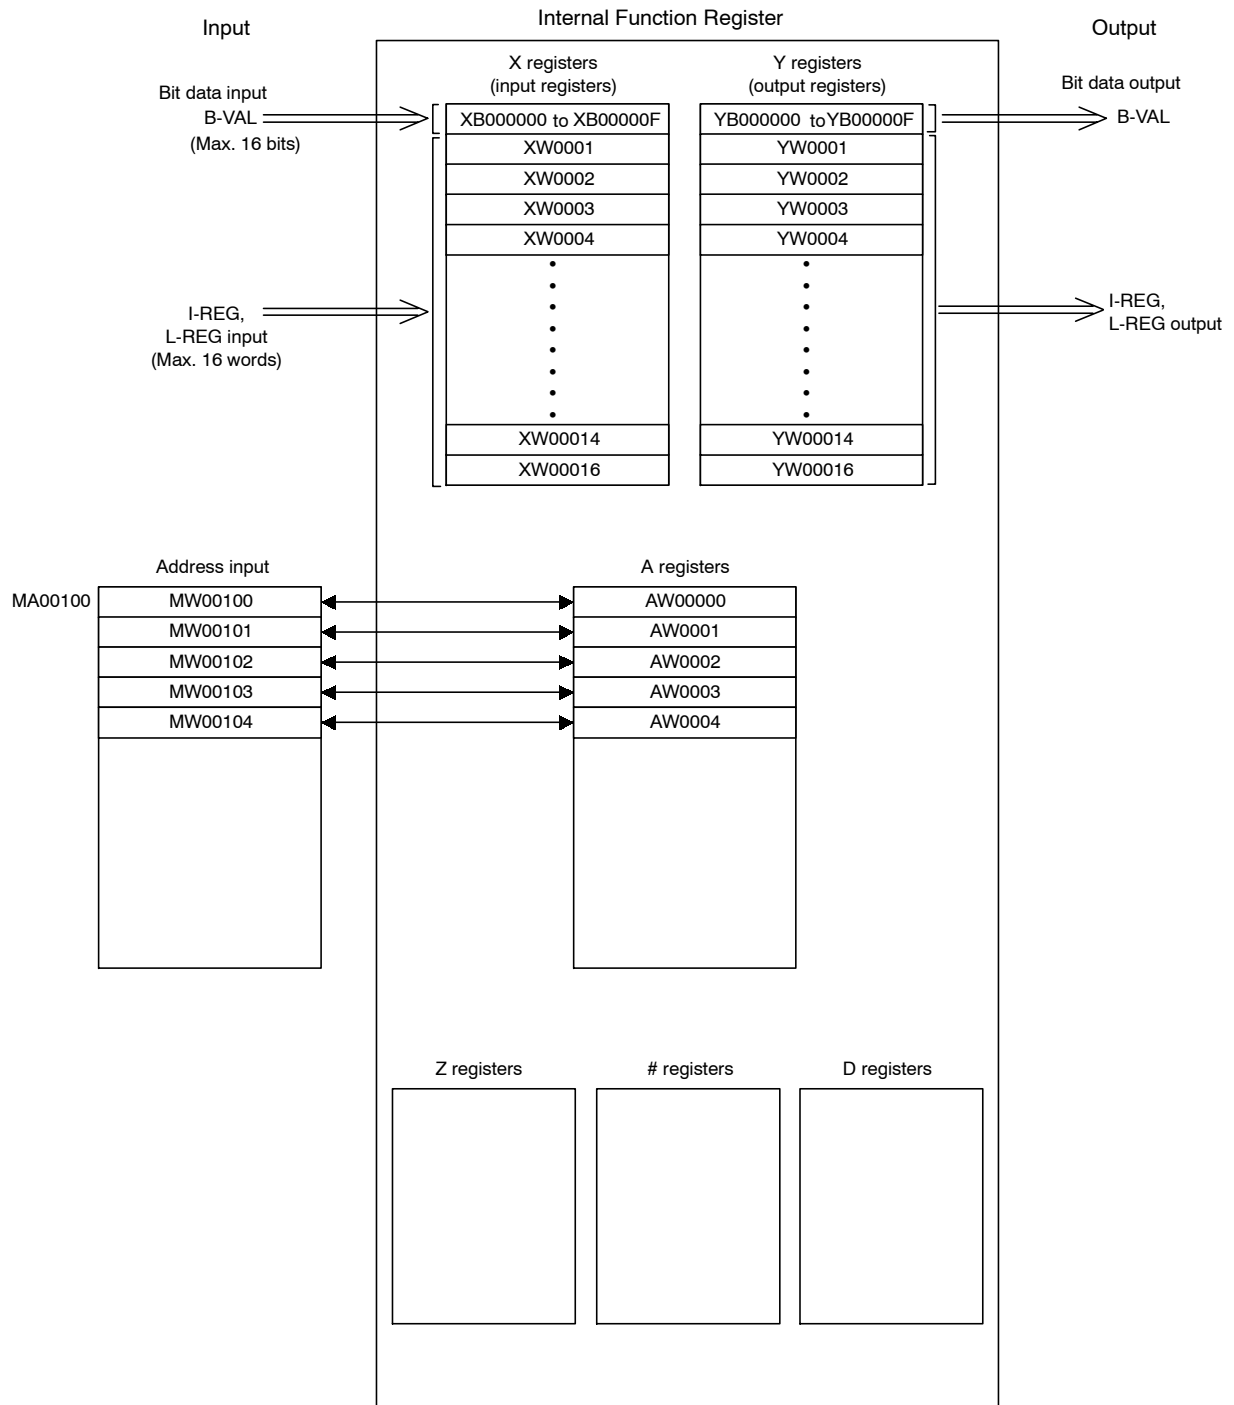 Internal Function Register
Input
Output
X registers
(input registers)
Y registers
(output registers)
Bit data input
B-VAL
(Max. 16 bits)
Bit data output
B-VAL
XB000000 to XB00000F
YB000000 to YB00000F
XW0001
YW0001
XW0002
YW0002
XW0003
YW0003
XW0004
YW0004
I-REG,
L-REG input
(Max. 16 words)
I-REG,
L-REG output
XW00014
YW00014
XW00016
YW00016
Address input
A registers
MA00100
MW00100
AW00000
MW00101
AW0001
MW00102
AW0002
MW00103
AW0003
MW00104
AW0004
Z registers
# registers
D registers